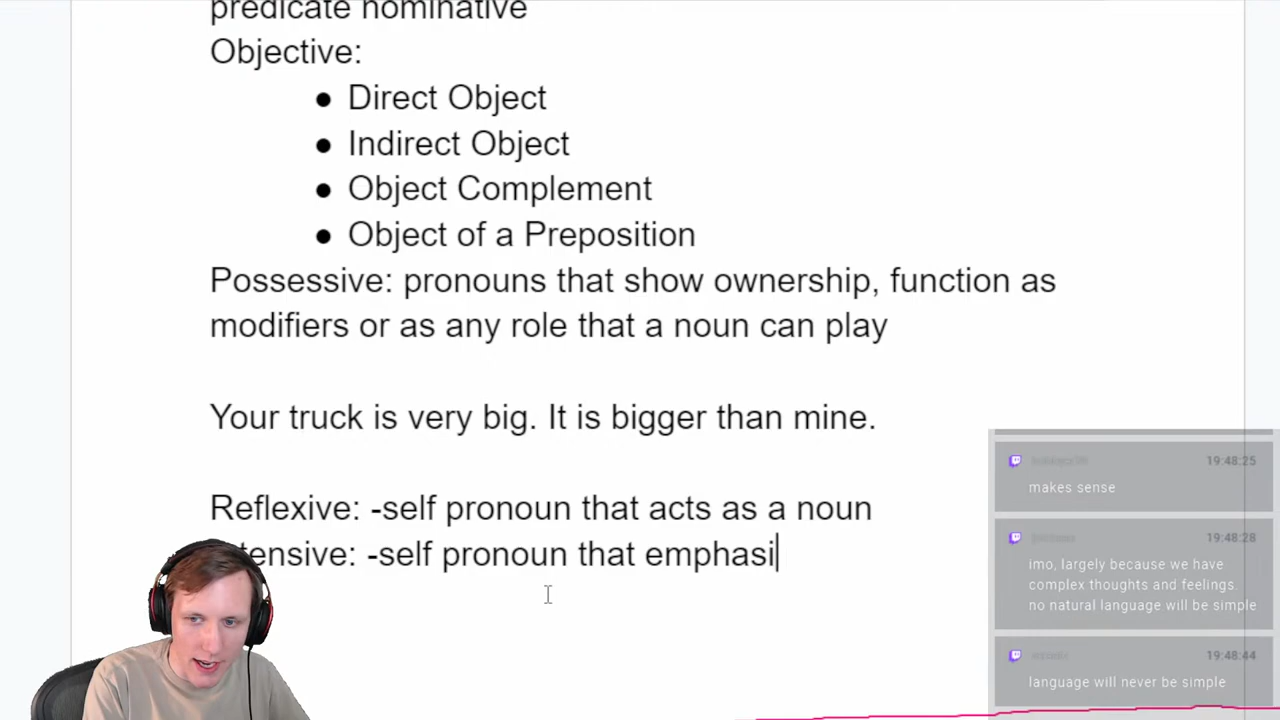 predicate nominative
Objective:
● Direct Object
● Indirect Object
● Object Complement
● Object of a Preposition
Possessive: pronouns that show ownership, function as
modifiers or as any role that a noun can play
Your truck is very big. It is bigger than mine.
Reflexive: -self pronoun that acts as a noun
tensive: -self pronoun that emphasi
19:48:25
makes sense
19:48:28
imo, largely because we have
complex thoughts and feelings.
no natural language will be simple
19:48:44
language will never be simple